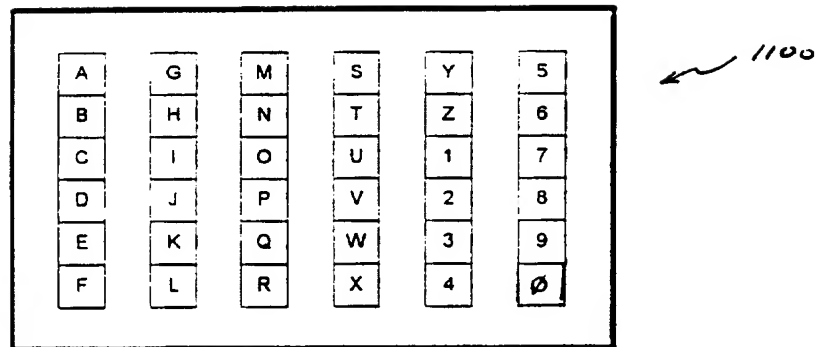 1100
A G M S Y 5
B H N T Z 6
C I O U 1 7
D J P V 2 8
E K Q W 3 9
F L R X 4 Ø